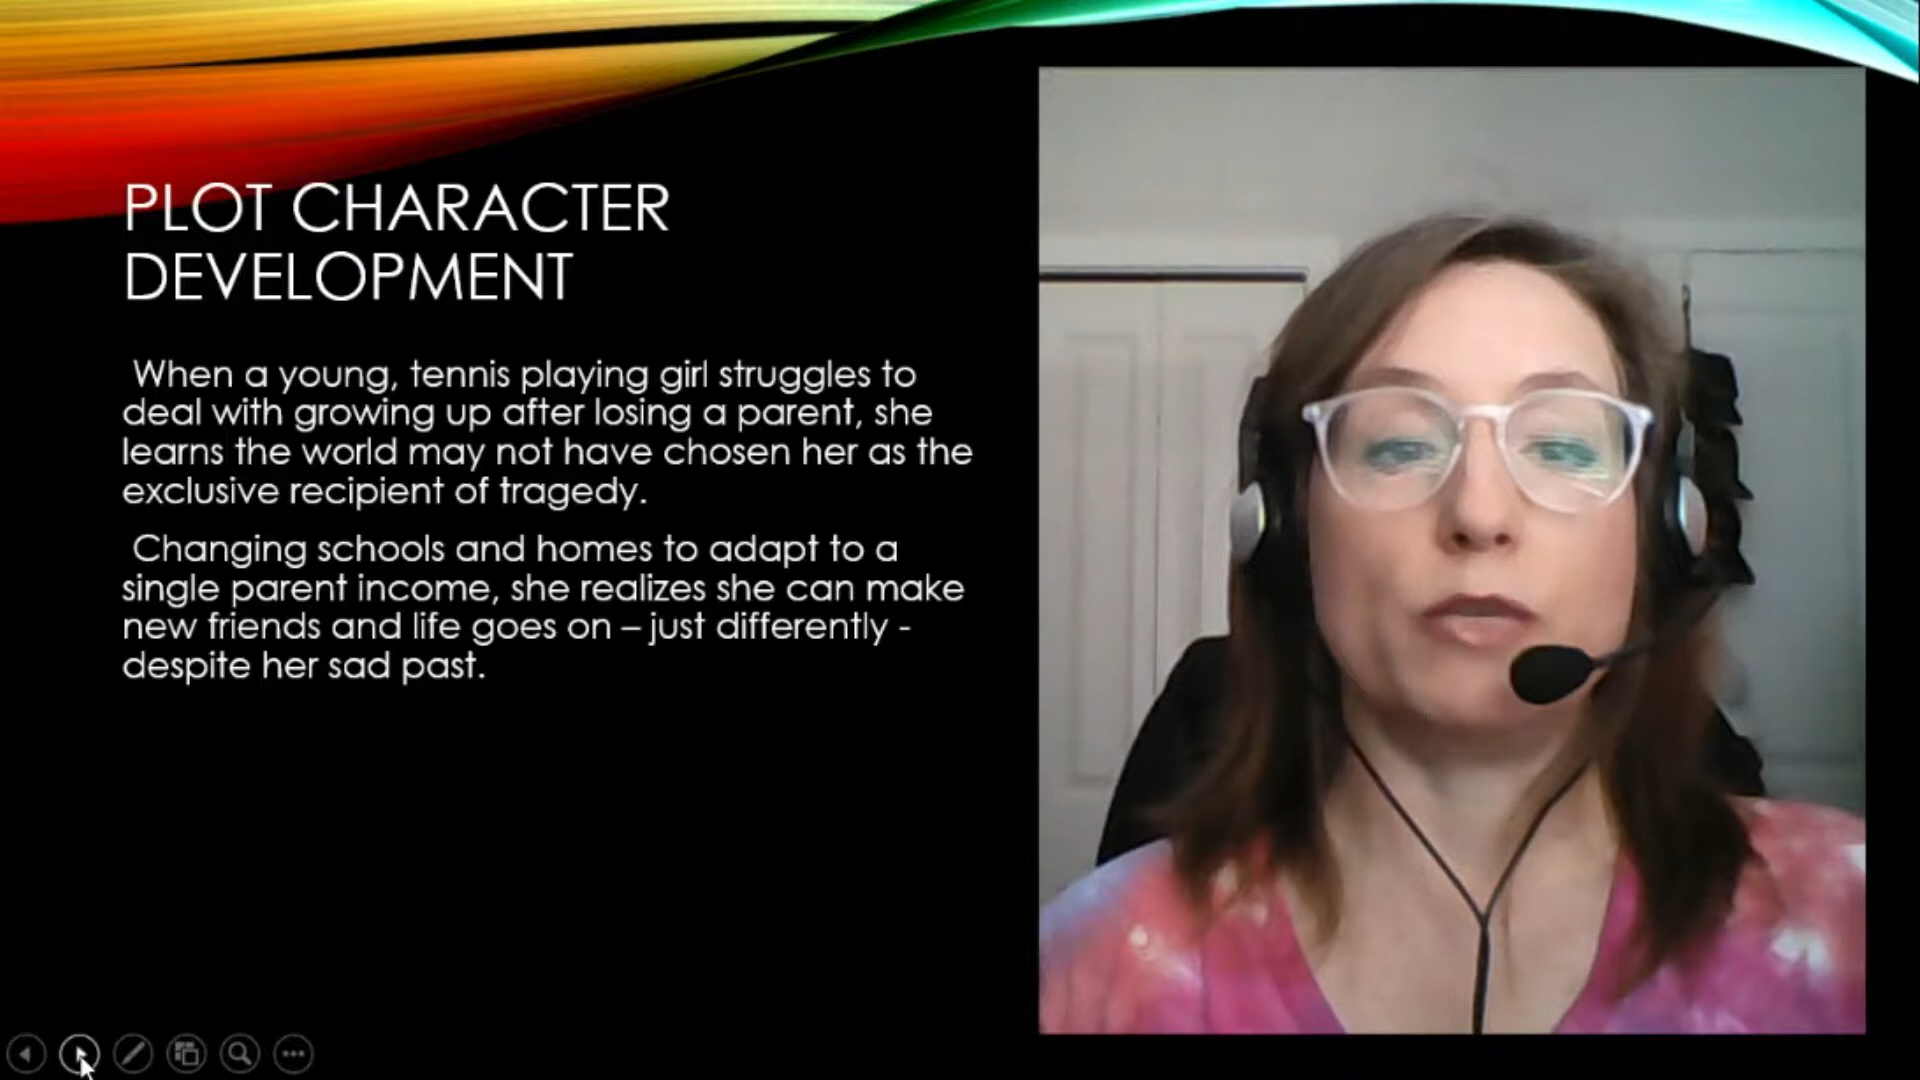 PLOT CHARACTER
DEVELOPMENT
When a young, tennis playing girl struggles to
deal with growing up after losing a parent, she
learns the world may not have chosen her as the
exclusive recipient of tragedy.
Changing schools and homes to adapt to a
single parent income, she realizes she can make
new friends and life goes on – just differently -
despite her sad past.